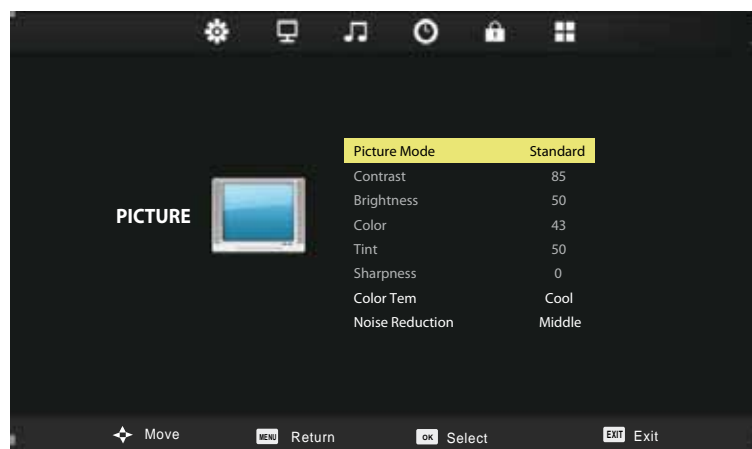 Picture Mode Standard
Contrast 85
Brightness 50
PICTURE
Color 43
Tint 50
Sharpness 0
Color Tem Cool
Noise Reduction Middle
Move MENU Return OK Select EXIT Exit